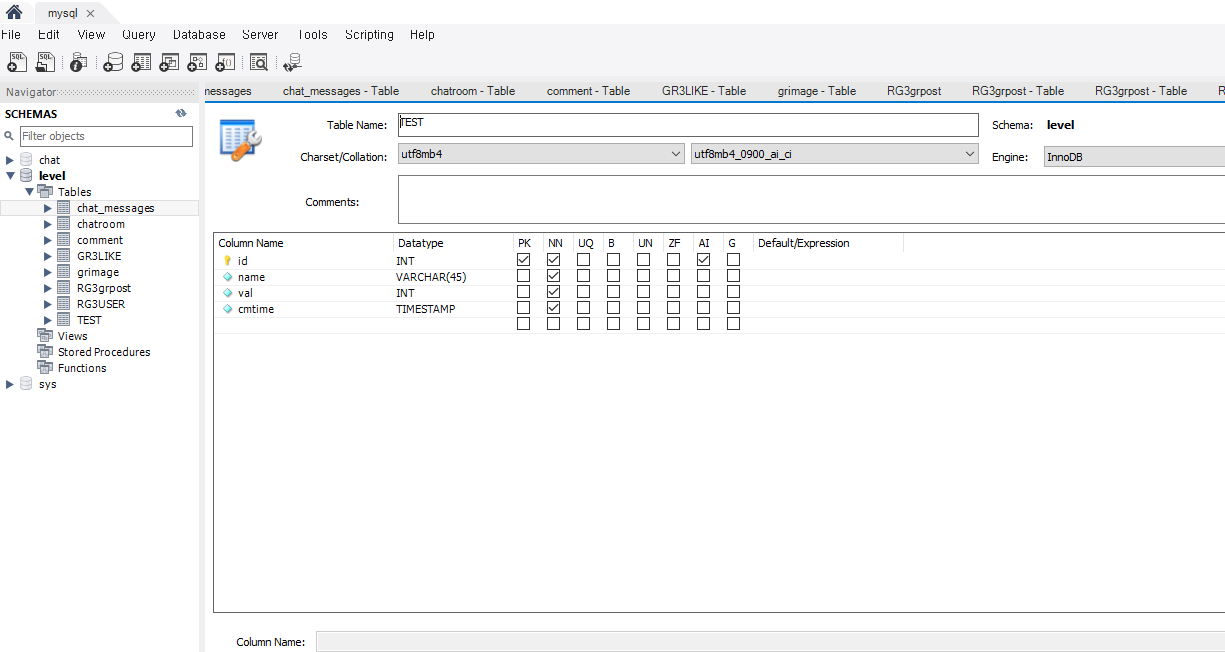 mysql
File Edit View Query Database Server Tools Scripting Help
Navigator
messages chat_messages - Table chatroom - Table comment - Table GR3LIKE - Table grimage - Table RG3grpost RG3grpost - Table RG3grpost - Table R
SCHEMAS
Filter objects
chat
level
Tables
chat_messages
chatroom
comment
GR3LIKE
grimage
RG3grpost
RG3USER
TEST
Views
Stored Procedures
Functions
sys
Table Name: TEST Schema: level
Charset/Collation: utf8mb4 utf8mb4_0900_ai_ci Engine: InnoDB
Comments:
Column Name Datatype PK NN UQ B UN ZF AI G Default/Expression
id INT
name VARCHAR(45)
val INT
cmtime TIMESTAMP
Column Name: